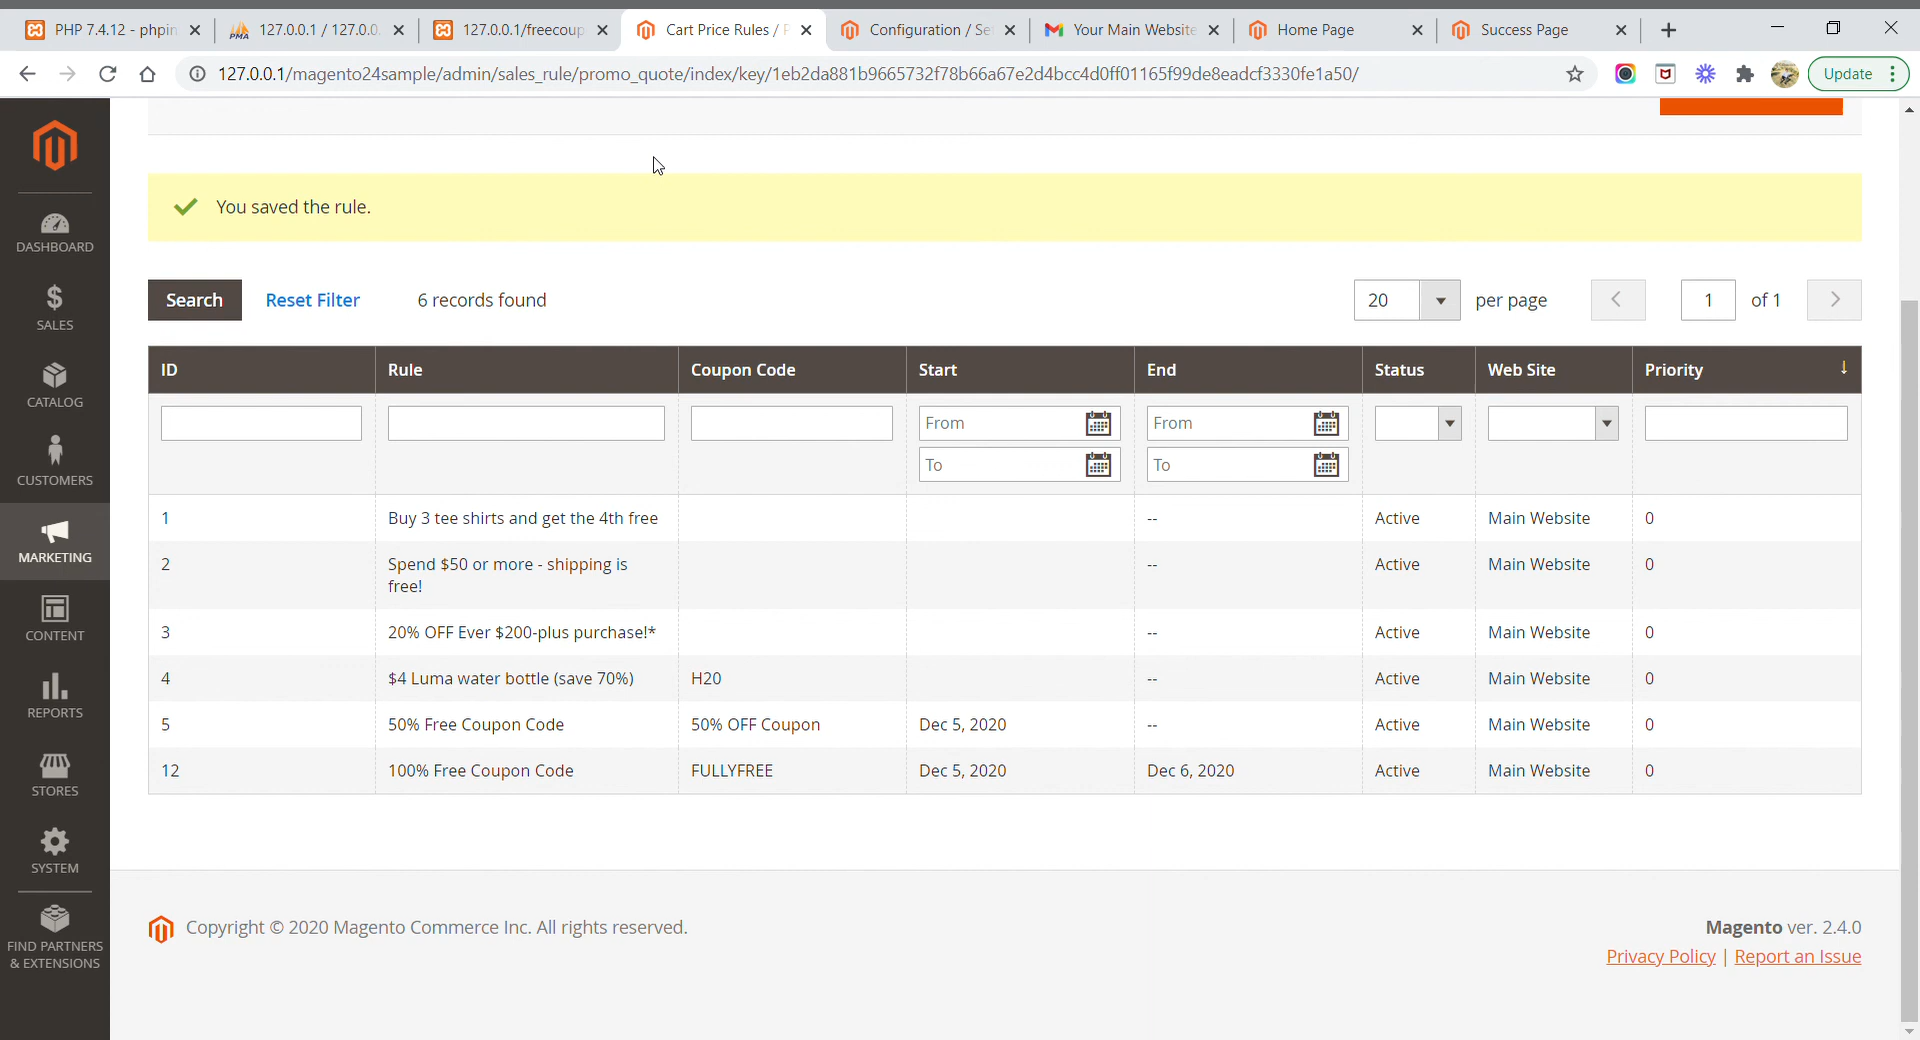 PHP 7.4.12 - phpin
127.0.0.1 / 127.0.0.
127.0.0.1/freecoup
Cart Price Rules / P
Configuration / Se
Your Main Website
Home Page
Success Page
127.0.0.1/magento24sample/admin/sales_rule/promo_quote/index/key/1eb2da881b9665732f78b66a67e2d4bcc4d0ff01165f99de8eadcf3330fe1a50/
Update
DASHBOARD
SALES
CATALOG
CUSTOMERS
MARKETING
CONTENT
REPORTS
STORES
SYSTEM
FIND PARTNERS
& EXTENSIONS
You saved the rule.
Search Reset Filter 6 records found 20 per page 1 of 1
ID Rule Coupon Code Start End Status Web Site Priority
From From
To To
1 Buy 3 tee shirts and get the 4th free -- Active Main Website 0
2 Spend $50 or more - shipping is -- Active Main Website 0
free!
3 20% OFF Ever $200-plus purchase!* -- Active Main Website 0
4 $4 Luma water bottle (save 70%) H20 -- Active Main Website 0
5 50% Free Coupon Code 50% OFF Coupon Dec 5, 2020 -- Active Main Website 0
12 100% Free Coupon Code FULLYFREE Dec 5, 2020 Dec 6, 2020 Active Main Website 0
Copyright © 2020 Magento Commerce Inc. All rights reserved.
Magento ver. 2.4.0
Privacy Policy | Report an Issue